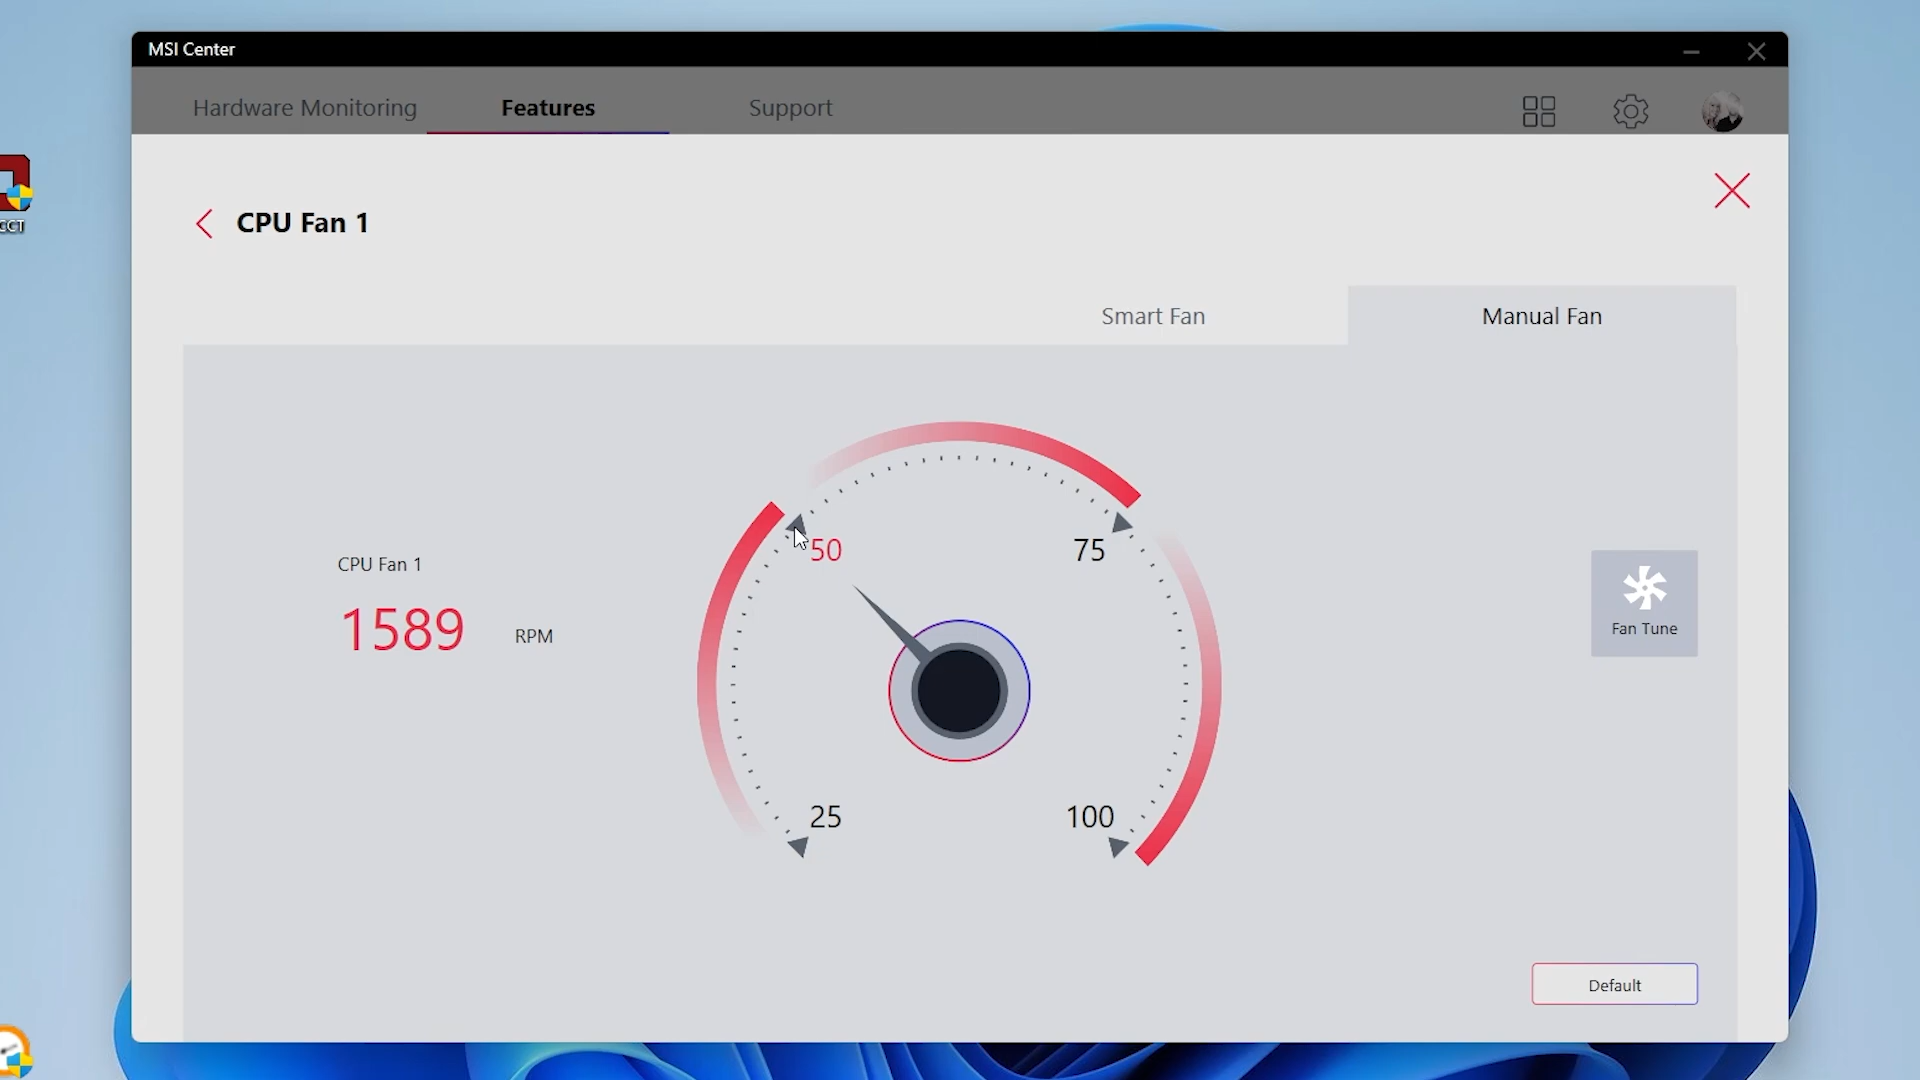 MSI Center
Hardware Monitoring
Features
Support
CCT
CPU Fan 1
Smart Fan
Manual Fan
50
75
CPU Fan 1
1589 RPM
Fan Tune
25
100
Default